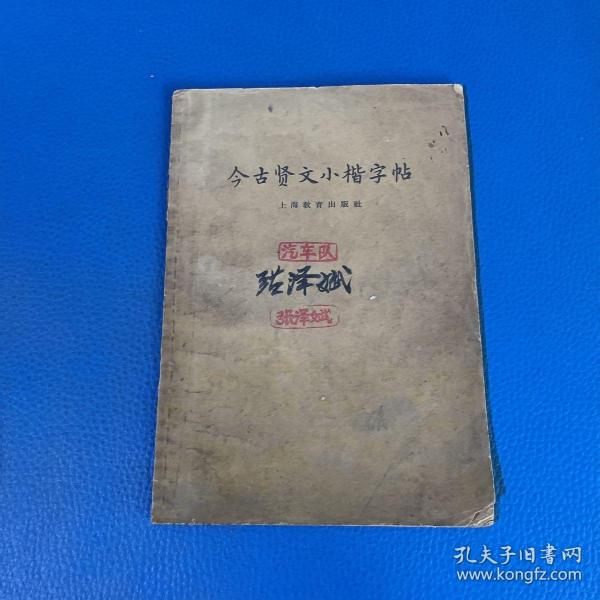 今古贤文小楷字帖
上海教育出版社
汽车队
张泽斌
张泽斌
孔夫子旧书网
www.kongfz.com